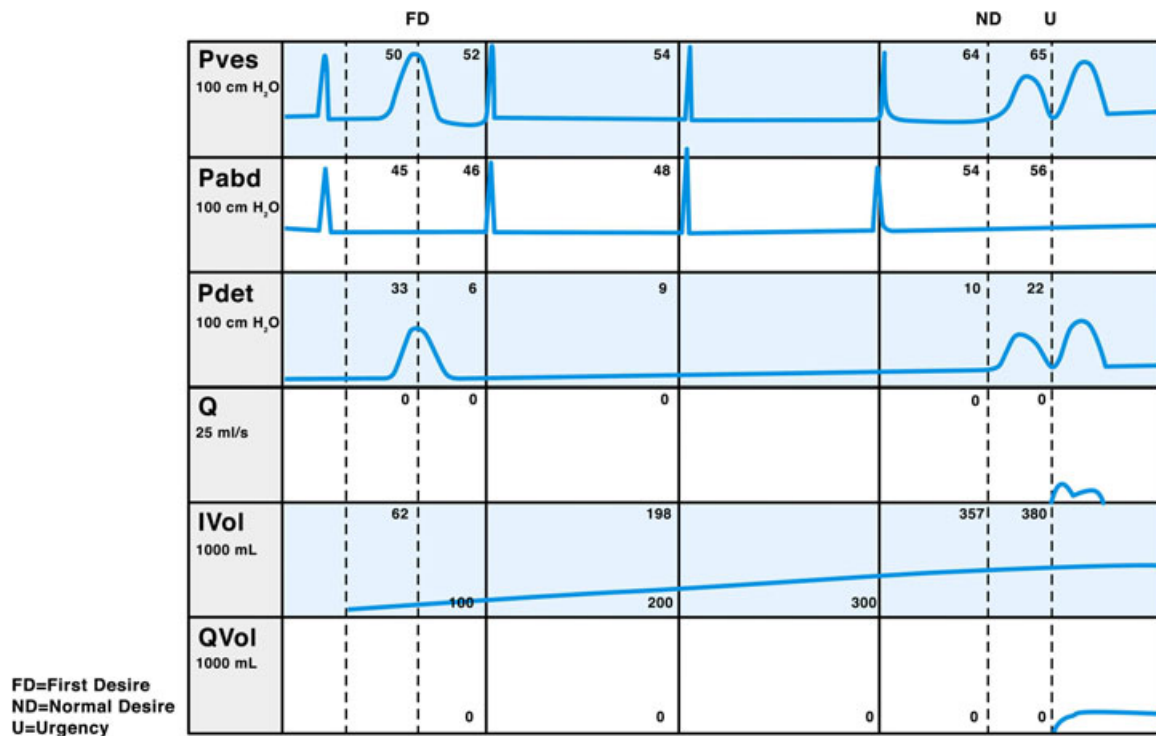 FD ND U
Pves 50 52 54 64 65
100 cm H₂O
Pabd 45 46 48 54 56
100 cm H₂O
Pdet 33 6 9 10 22
100 cm H₂O
Q 0 0 0 0 0
25 ml/s
IVol 62 198 357 380
1000 mL
100 200 300
QVol
1000 mL
0 0 0 0 0
FD=First Desire
ND=Normal Desire
U=Urgency